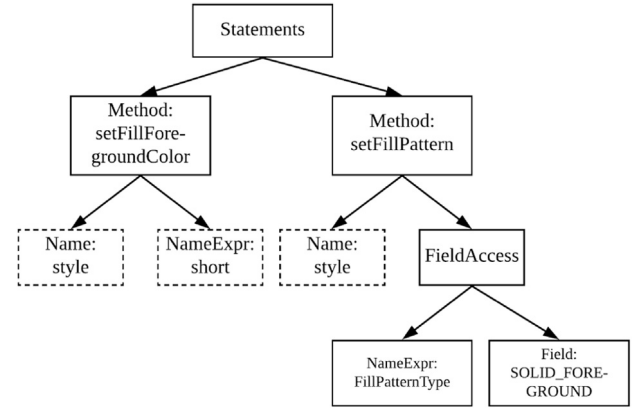 Statements
Method:
setFillFore-
groundColor
Method:
setFillPattern
Name:
style
NameExpr:
short
Name:
style
FieldAccess
NameExpr:
FillPatternType
Field:
SOLID_FORE-
GROUND